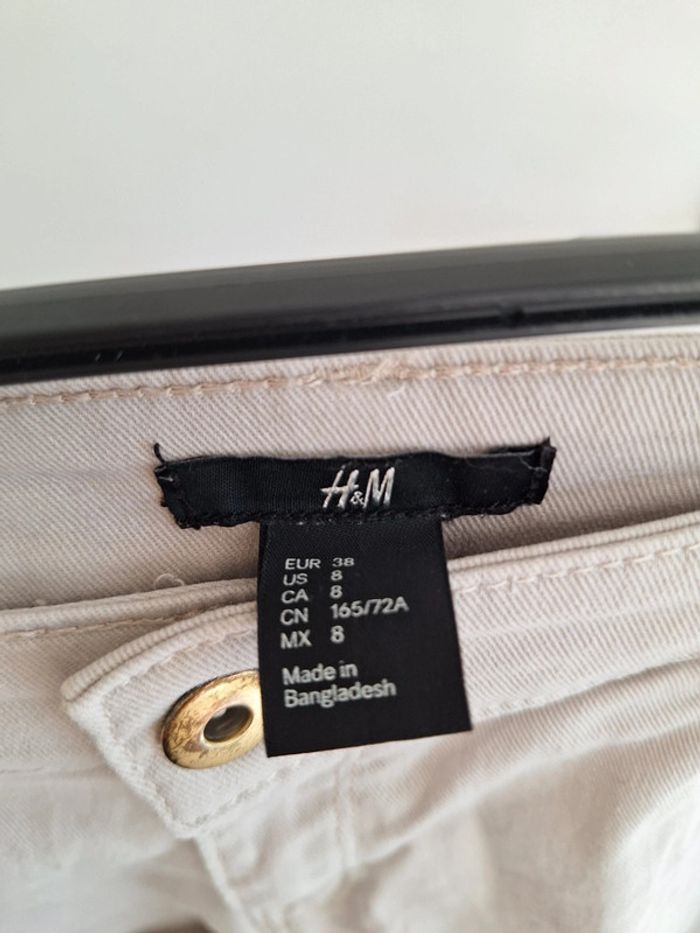 H&M
EUR 38
US 8
CA 8
CN 165/72A
MX 8
Made in
Bangladesh